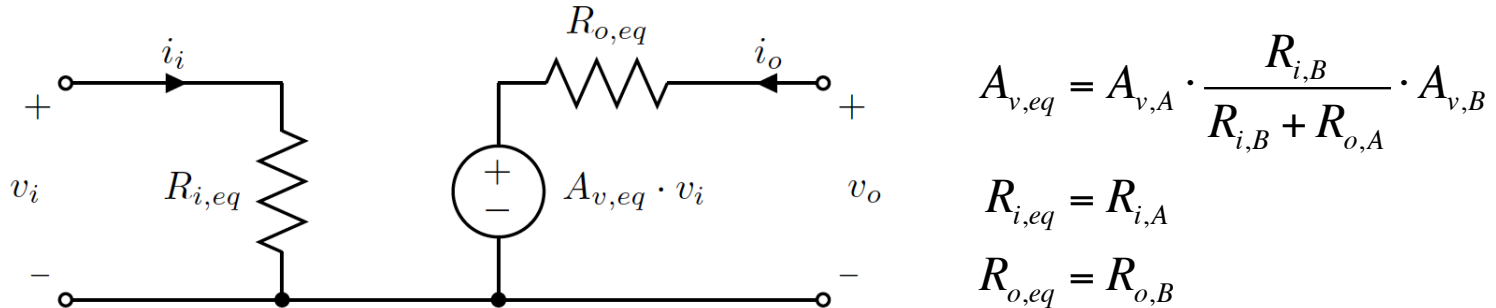 R_{o,eq}
i_i
i_o
+
+
+
v_i
R_{i,eq}
A_{v,eq} · v_i
v_o
−
−
−
A_{v,eq} = A_{v,A} · \frac{R_{i,B}}{R_{i,B} + R_{o,A}} · A_{v,B}
R_{i,eq} = R_{i,A}
R_{o,eq} = R_{o,B}